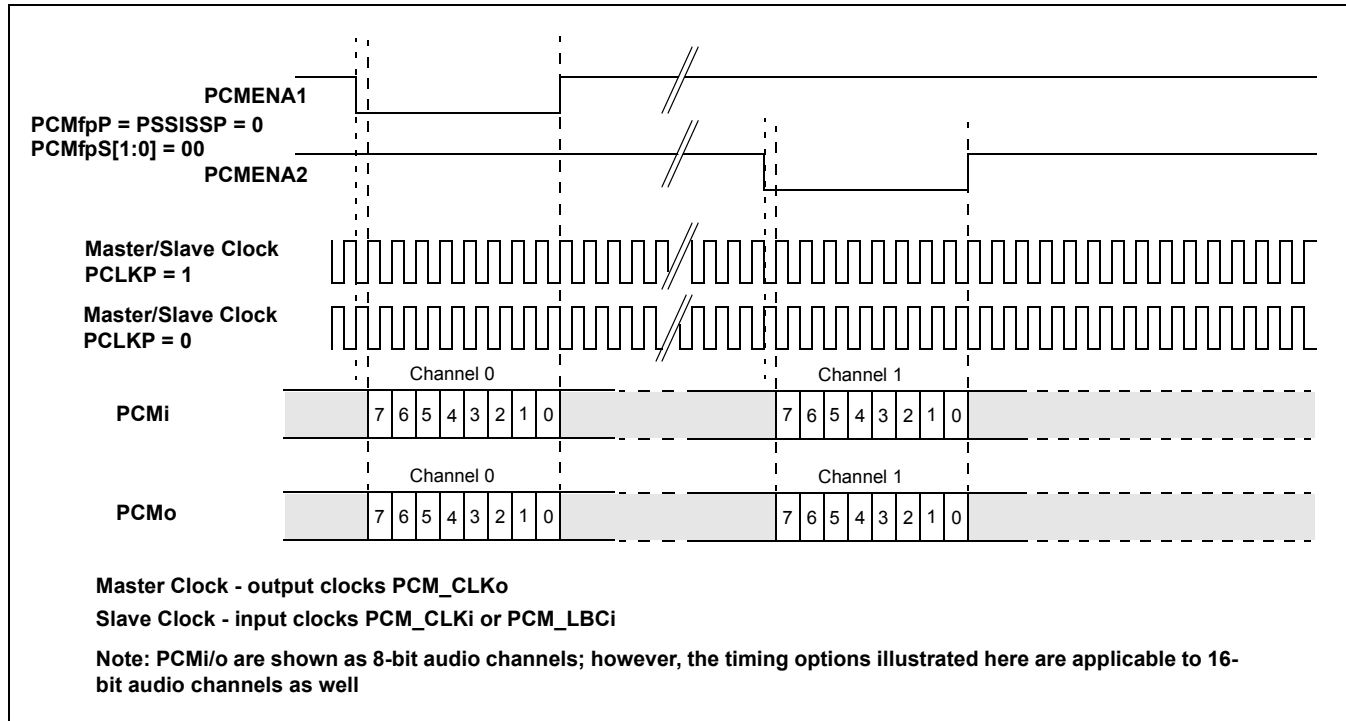 PCMENA1
PCMfpP = PSSISSP = 0
PCMfpS[1:0] = 00
PCMENA2
Master/Slave Clock
PCLKP = 1
Master/Slave Clock
PCLKP = 0
Channel 0
Channel 1
PCMi
7 6 5 4 3 2 1 0
7 6 5 4 3 2 1 0
Channel 0
Channel 1
PCMo
7 6 5 4 3 2 1 0
7 6 5 4 3 2 1 0
Master Clock - output clocks PCM_CLKo
Slave Clock - input clocks PCM_CLKi or PCM_LBCi
Note: PCMi/o are shown as 8-bit audio channels; however, the timing options illustrated here are applicable to 16-
bit audio channels as well